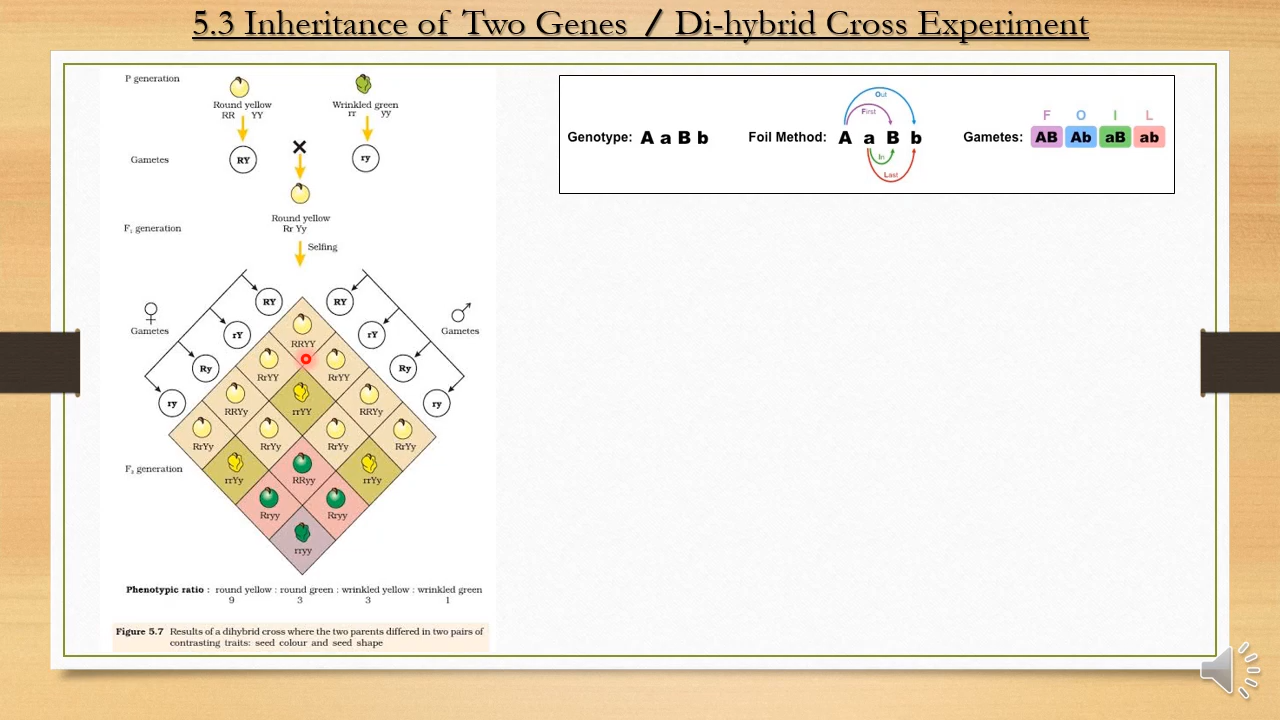 5.3 Inheritance of Two Genes / Di-hybrid Cross Experiment
P generation
Round yellow
RR YY
Wrinkled green
rr yy
Gametes
RY
ry
Round yellow
Rr Yy
F₁ generation
Selfing
Gametes
RY
rY
Ry
ry
RY
rY
Ry
ry
Gametes
RRYY
RrYY RrYY
RRYy rrYY RRYy
RrYy RrYy RrYy RrYy
F₂ generation
rrYy RRyy rrYy
Rryy Rryy
rryy
Phenotypic ratio : round yellow : round green : wrinkled yellow : wrinkled green
9 3 3 1
Figure 5.7 Results of a dihybrid cross where the two parents differed in two pairs of
contrasting traits: seed colour and seed shape
Genotype: A a B b
Foil Method: A a B b
Out
First
In
Last
F O I L
Gametes: AB Ab aB ab